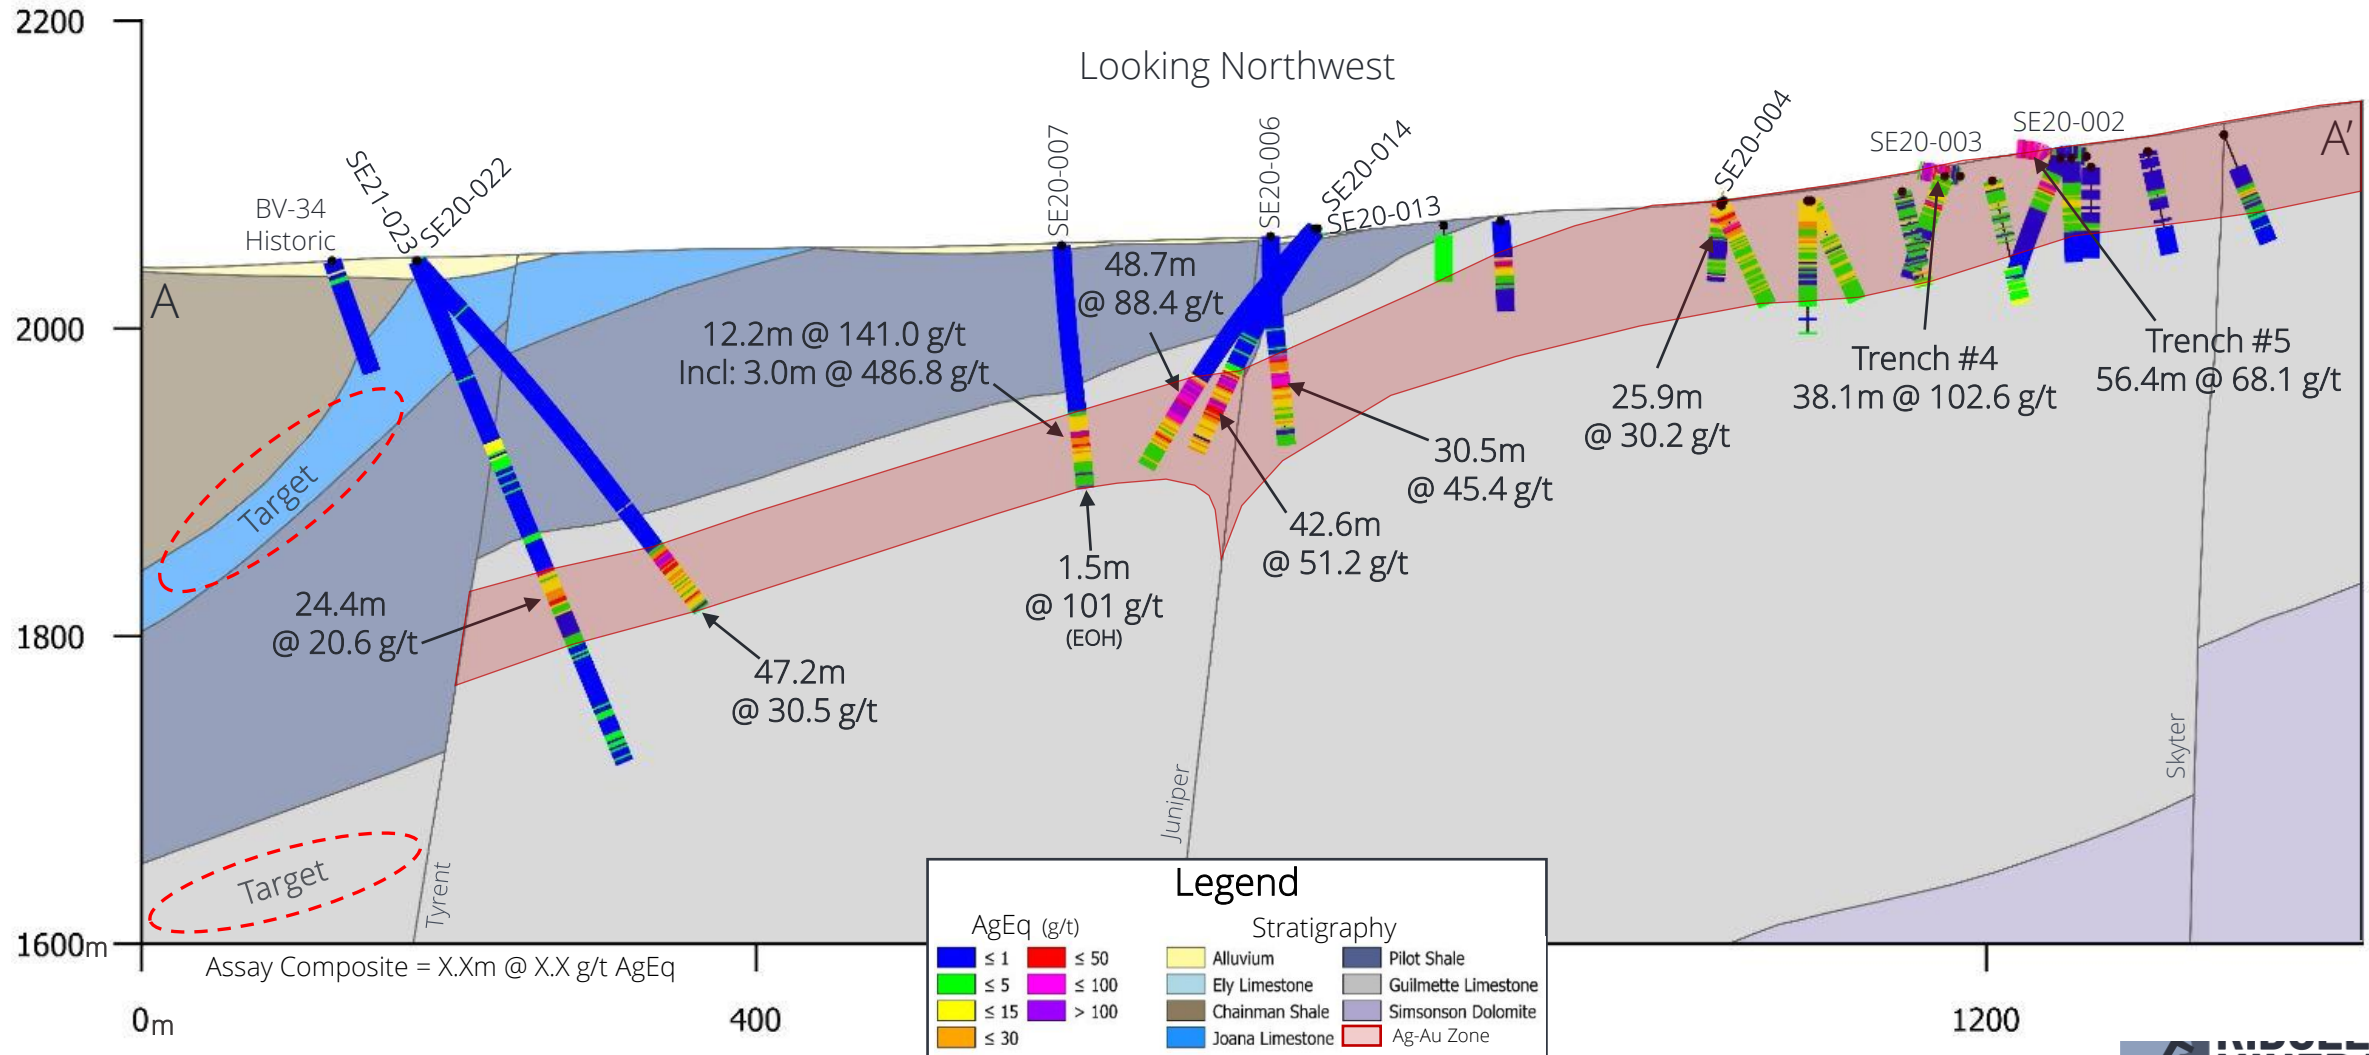 2200
Looking Northwest
SE20-004
SE20-007
SE20-006
SE20-014
SE20-002
SE20-003
A'
SE21-023
SE20-022
BV-34
Historic
SE20-013
A
48.7m
@ 88.4 g/t
2000
12.2m @ 141.0 g/t
Incl: 3.0m @ 486.8 g/t
Trench #5
56.4m @ 68.1 g/t
Trench #4
38.1m @ 102.6 g/t
25.9m
@ 30.2 g/t
30.5m
@ 45.4 g/t
Target
42.6m
@ 51.2 g/t
1.5m
@ 101 g/t
(EOH)
24.4m
@ 20.6 g/t
1800
47.2m
@ 30.5 g/t
Skyter
Juniper
Target
Tyrent
1600m
Assay Composite = X.Xm @ X.X g/t AgEq
Legend
AgEq (g/t)
≤ 1
≤ 5
≤ 15
≤ 30
≤ 50
≤ 100
> 100
Stratigraphy
Alluvium
Ely Limestone
Chainman Shale
Joana Limestone
Pilot Shale
Guilmette Limestone
Simsonson Dolomite
Ag-Au Zone
0m
400
1200